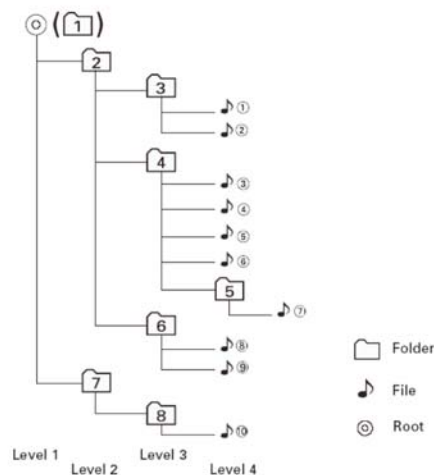 (1)
2
3
①
②
4
③
④
⑤
⑥
5
⑦
6
⑧
⑨
7
8
⑩
Folder
File
Root
Level 1
Level 2
Level 3
Level 4